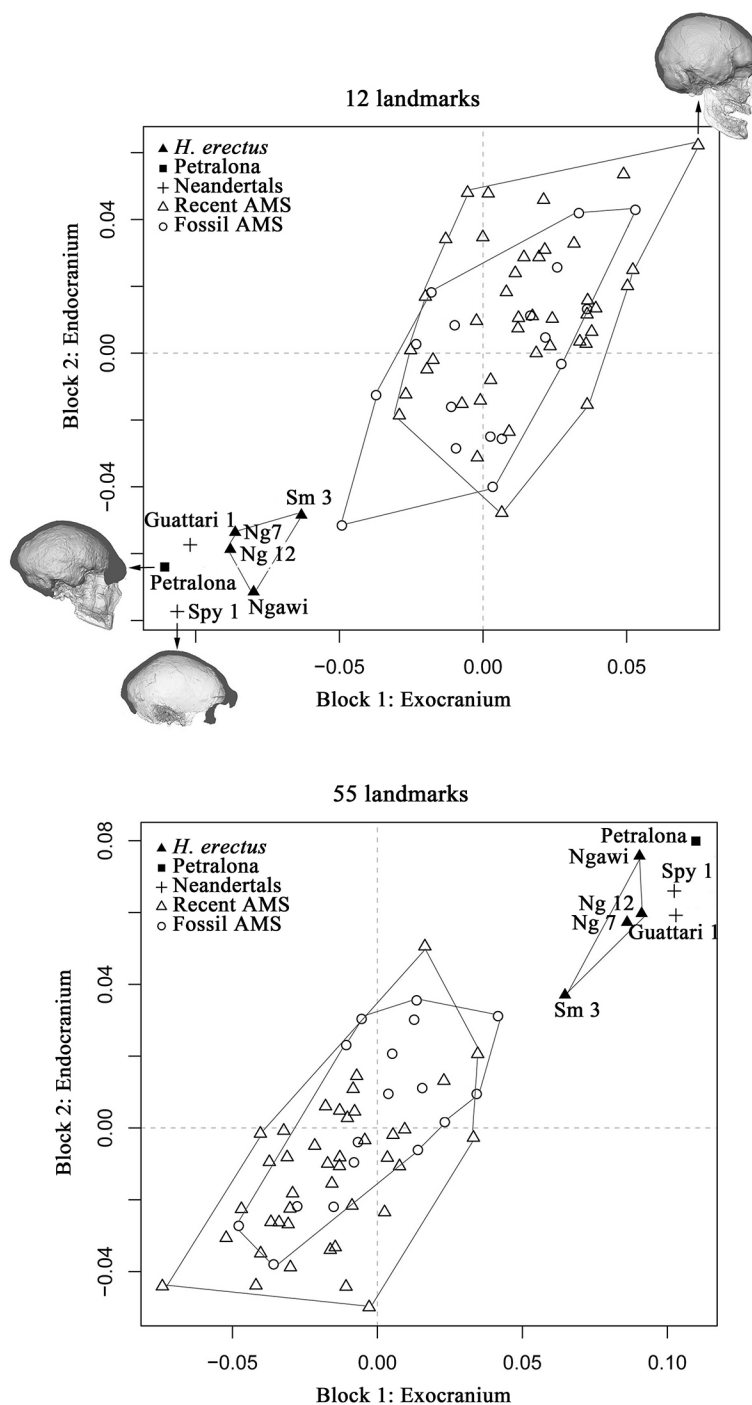 12 landmarks
H. erectus
Petralona
Neandertals
Recent AMS
Fossil AMS
0.04
0.00
−0.04
Block 2: Endocranium
Sm 3
Guattari 1
Ng7
Ng 12
Petralona
Ngawi
Spy 1
−0.05
0.00
0.05
Block 1: Exocranium
55 landmarks
H. erectus
Petralona
Neandertals
Recent AMS
Fossil AMS
0.08
0.04
0.00
−0.04
Block 2: Endocranium
Petralona
Ngawi
Spy 1
Ng 12
Ng 7
Guattari 1
Sm 3
−0.05
0.00
0.05
0.10
Block 1: Exocranium